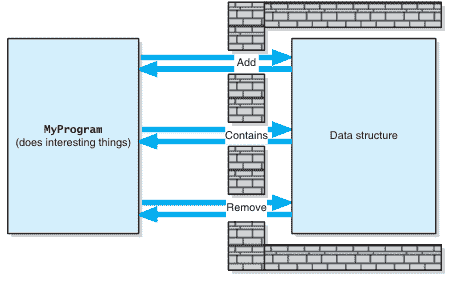 Add
MyProgram
(does interesting things)
Contains
Data structure
Remove